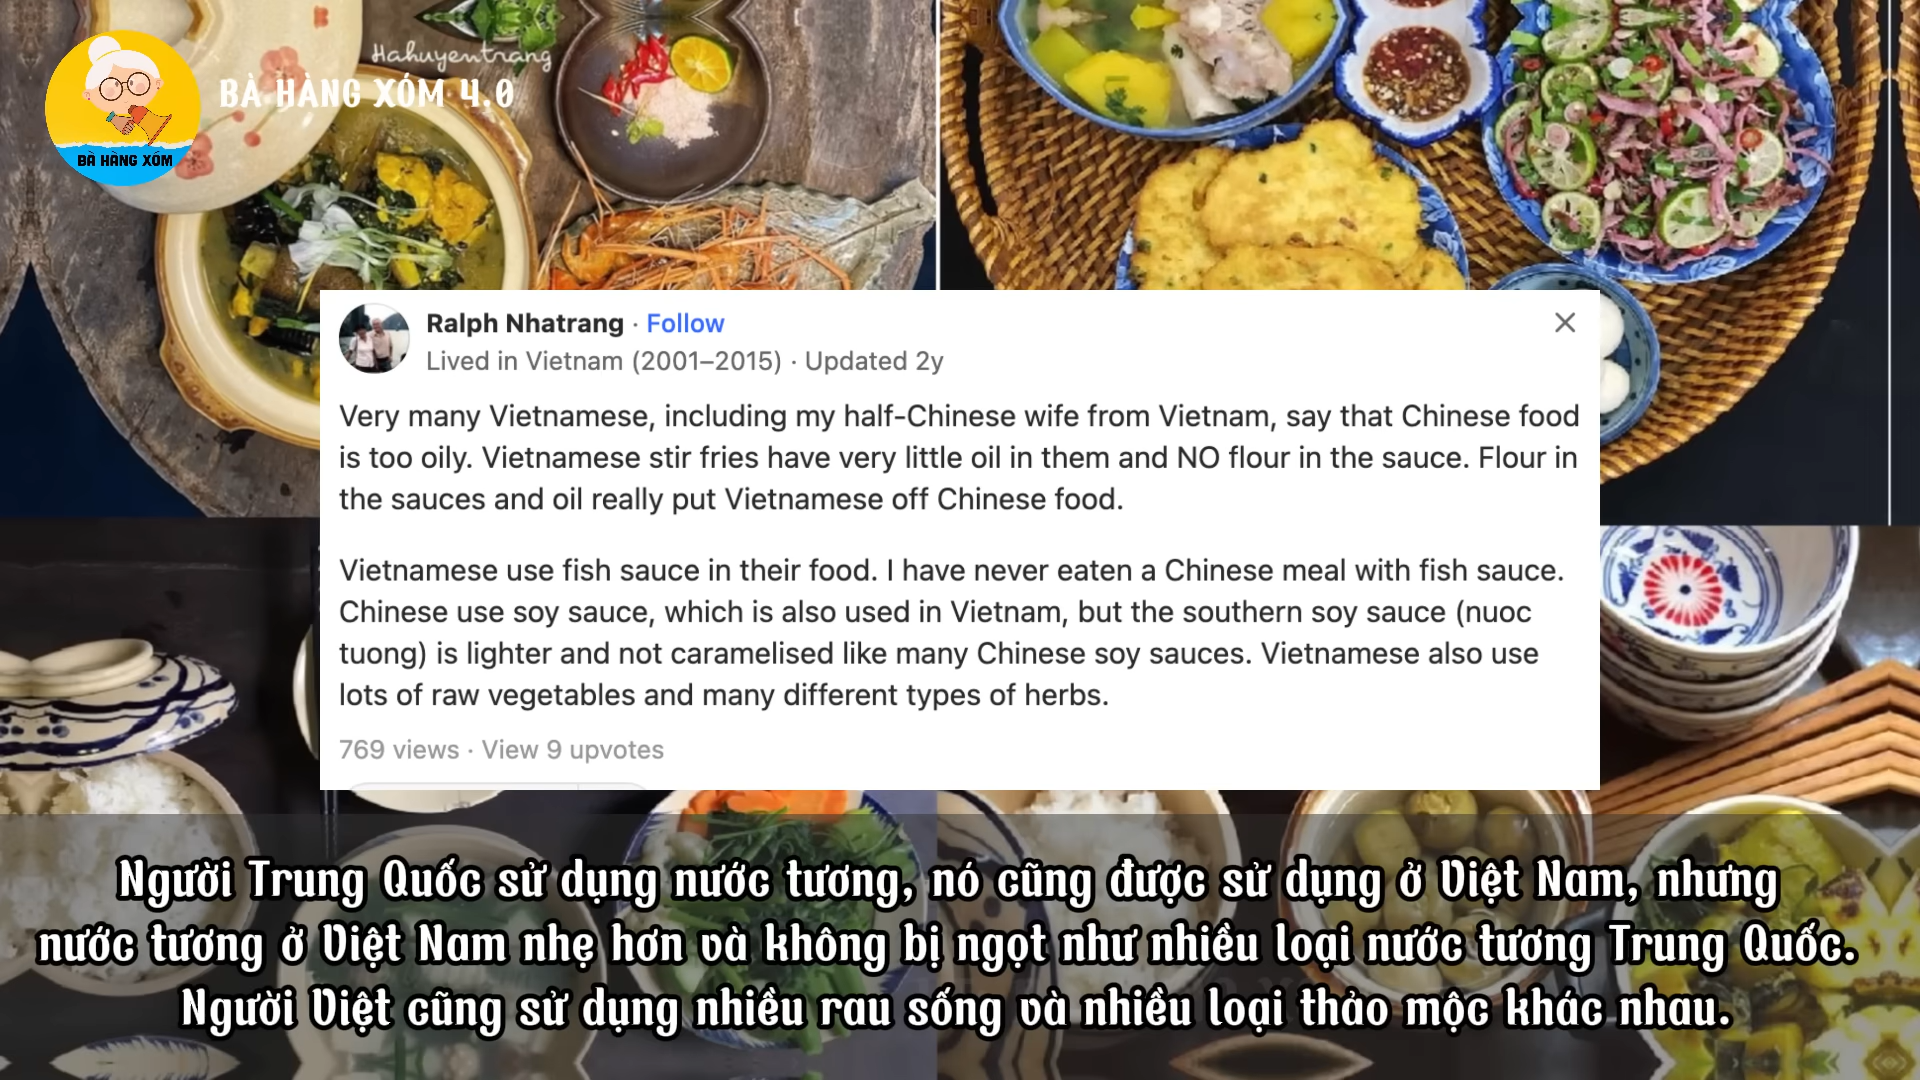 Hahuyentrang
BÀ HÀNG XÓM 4.0
BÀ HÀNG XÓM
Ralph Nhatrang · Follow
Lived in Vietnam (2001–2015) · Updated 2y
Very many Vietnamese, including my half-Chinese wife from Vietnam, say that Chinese food
is too oily. Vietnamese stir fries have very little oil in them and NO flour in the sauce. Flour in
the sauces and oil really put Vietnamese off Chinese food.
Vietnamese use fish sauce in their food. I have never eaten a Chinese meal with fish sauce.
Chinese use soy sauce, which is also used in Vietnam, but the southern soy sauce (nuoc
tuong) is lighter and not caramelised like many Chinese soy sauces. Vietnamese also use
lots of raw vegetables and many different types of herbs.
769 views · View 9 upvotes
Người Trung Quốc sử dụng nước tương, nó cũng được sử dụng ở Việt Nam, nhưng
nước tương ở Việt Nam nhẹ hơn và không bị ngọt như nhiều loại nước tương Trung Quốc.
Người Việt cũng sử dụng nhiều rau sống và nhiều loại thảo mộc khác nhau.